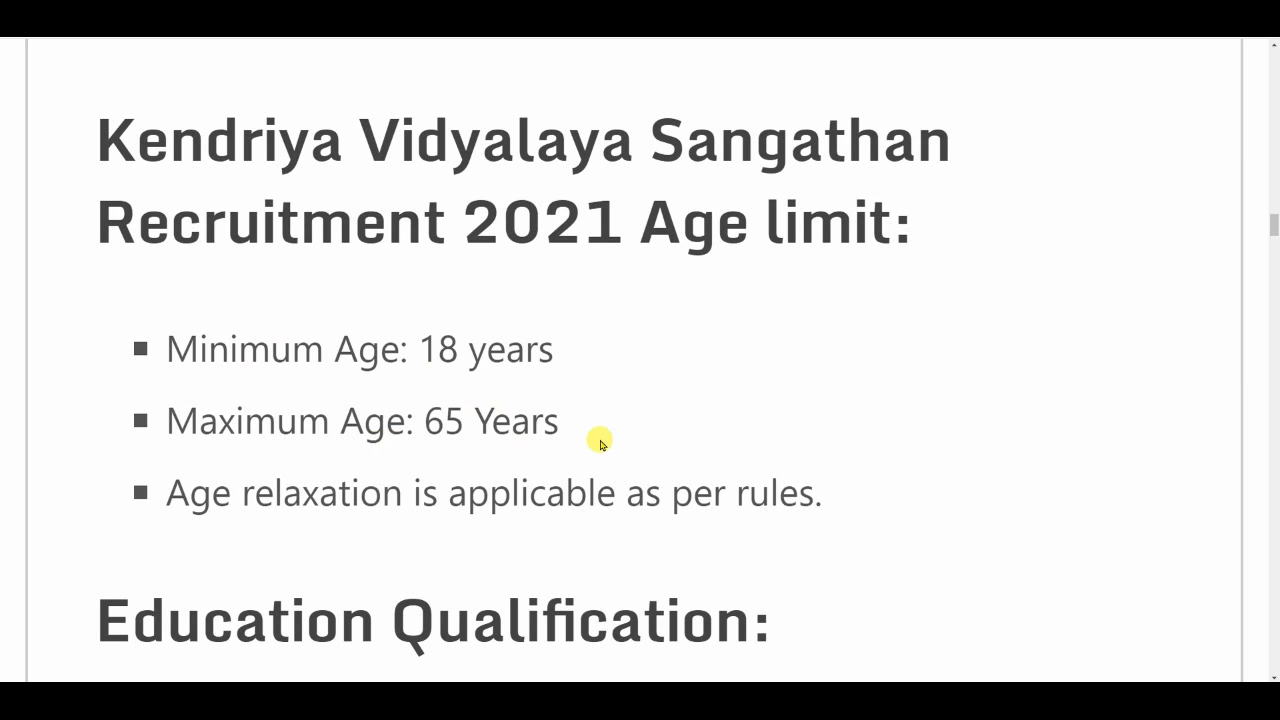 Kendriya Vidyalaya Sangathan
Recruitment 2021 Age limit:
Minimum Age: 18 years
Maximum Age: 65 Years
Age relaxation is applicable as per rules.
Education Qualification: